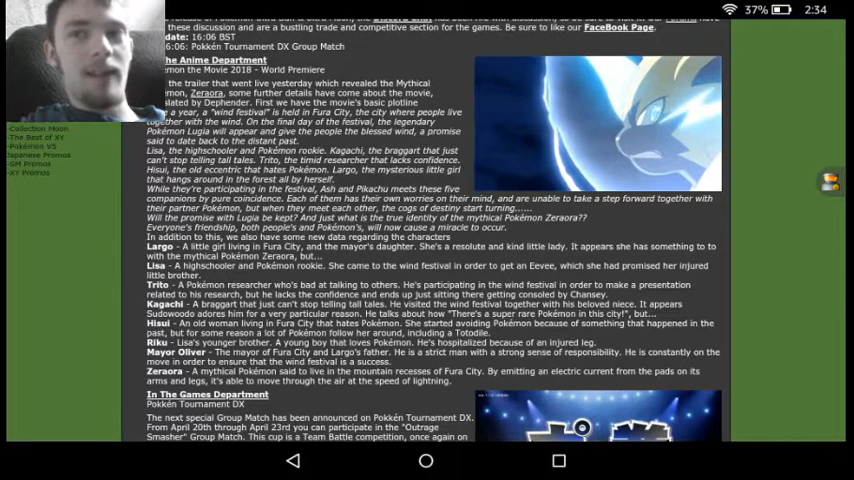 37% 2:34
these discussion and are a bustling trade and competitive section for the games. Be sure to like our FaceBook Page.
date: 16:06 BST
6:06: Pokkén Tournament DX Group Match
he Anime Department
mon the Movie 2018 - World Premiere
the trailer that went live yesterday which revealed the Mythical
mon, Zeraora, some further details have come about the movie,
slated by Dephender. First we have the movie's basic plotline
e a year, a "wind festival" is held in Fura City, the city where people live
together with the wind. On the final day of the festival, the legendary
Pokémon Lugia will appear and give the people the blessed wind, a promise
said to date back to the distant past.
Lisa, the highschooler and Pokémon rookie. Kagachi, the braggart that just
can't stop telling tall tales. Trito, the timid researcher that lacks confidence.
Hisui, the old eccentric that hates Pokémon. Largo, the mysterious little girl
that hangs around in the forest all by herself.
While they're participating in the festival, Ash and Pikachu meets these five
companions by pure coincidence. Each of them has their own worries on their mind, and are unable to take a step forward together with
their partner Pokémon, but when they meet each other, the cogs of destiny start turning......
Will the promise with Lugia be kept? And just what is the true identity of the mythical Pokémon Zeraora??
Everyone's friendship, both people's and Pokémon's, will now cause a miracle to occur.
In addition to this, we also have some new data regarding the characters
Largo - A little girl living in Fura City, and the mayor's daughter. She's a resolute and kind little lady. It appears she has something to to
with the mythical Pokémon Zeraora, but...
Lisa - A highschooler and Pokémon rookie. She came to the wind festival in order to get an Eevee, which she had promised her injured
little brother.
Trito - A Pokémon researcher who's bad at talking to others. He's participating in the wind festival in order to make a presentation
related to his research, but he lacks the confidence and ends up just sitting there getting consoled by Chansey.
Kagachi - A braggart that just can't stop telling tall tales. He visited the wind festival together with his beloved niece. It appears
Sudowoodo adores him for a very particular reason. He talks about how "There's a super rare Pokémon in this city!", but...
Hisui - An old woman living in Fura City that hates Pokémon. She started avoiding Pokémon because of something that happened in the
past, but for some reason a lot of Pokémon follow her around, including a Totodile.
Riku - Lisa's younger brother. A young boy that loves Pokémon. He's hospitalized because of an injured leg.
Mayor Oliver - The mayor of Fura City and Largo's father. He is a strict man with a strong sense of responsibility. He is constantly on the
move in order to ensure that the wind festival is a success.
Zeraora - A mythical Pokémon said to live in the mountain recesses of Fura City. By emitting an electric current from the pads on its
arms and legs, it's able to move through the air at the speed of lightning.
In The Games Department
Pokkén Tournament DX
The next special Group Match has been announced on Pokkén Tournament DX.
From April 20th through April 23rd you can participate in the "Outrage
Smasher" Group Match. This cup is a Team Battle competition, once again on
-Collection Moon
-The Best of XY
-Pokémon VS
Japanese Promos
-SM Promos
-XY Promos